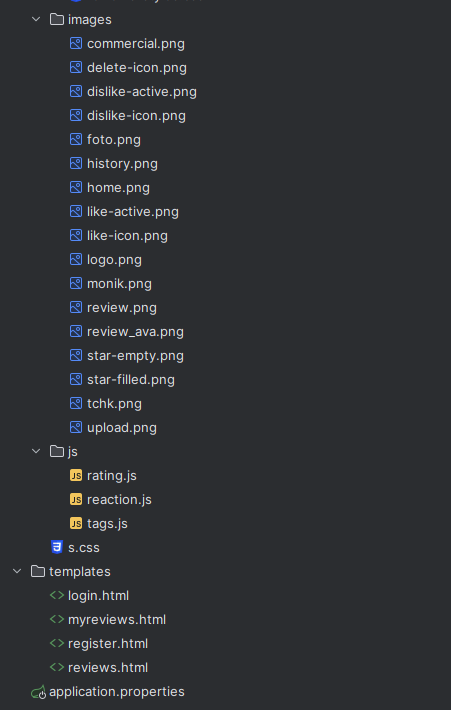 images
commercial.png
delete-icon.png
dislike-active.png
dislike-icon.png
foto.png
history.png
home.png
like-active.png
like-icon.png
logo.png
monik.png
review.png
review_ava.png
star-empty.png
star-filled.png
tchk.png
upload.png
js
JS rating.js
JS reaction.js
JS tags.js
s.css
templates
<> login.html
<> myreviews.html
<> register.html
<> reviews.html
application.properties